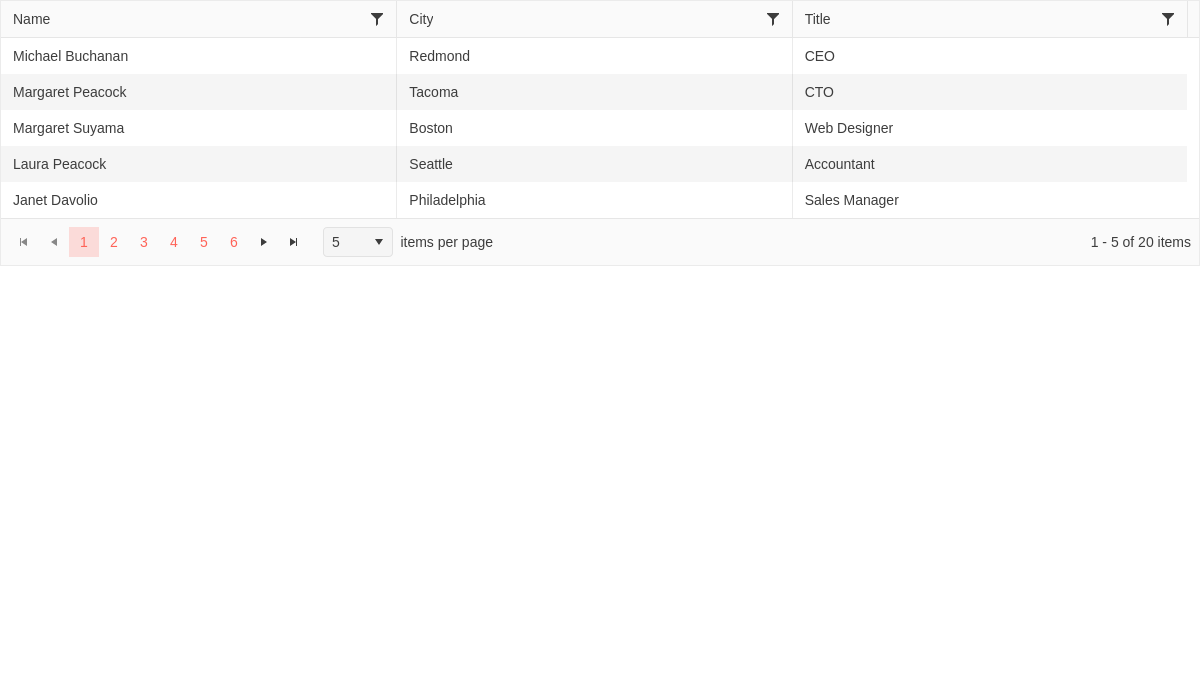 Name City Title
Michael Buchanan Redmond CEO
Margaret Peacock Tacoma CTO
Margaret Suyama Boston Web Designer
Laura Peacock Seattle Accountant
Janet Davolio Philadelphia Sales Manager
1 2 3 4 5 6 5 items per page 1 - 5 of 20 items